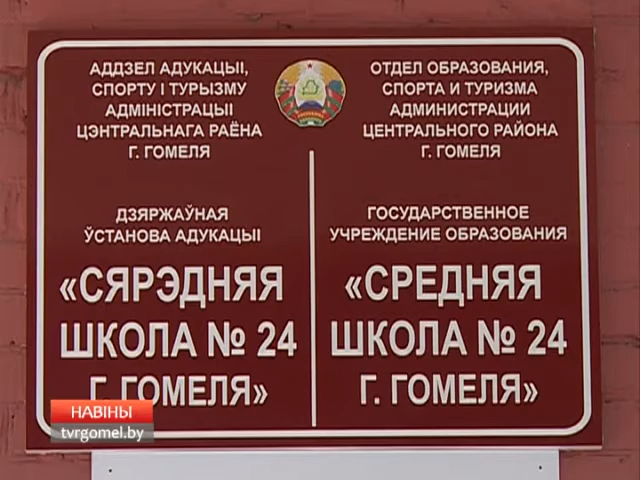 АДДЗЕЛ АДУКАЦЫІ,
СПОРТУ І ТУРЫЗМУ
АДМІНІСТРАЦЫІ
ЦЭНТРАЛЬНАГА РАЁНА
Г. ГОМЕЛЯ
ДЗЯРЖАЎНАЯ
ЎСТАНОВА АДУКАЦЫІ
«СЯРЭДНЯЯ
ШКОЛА № 24
Г. ГОМЕЛЯ»
ОТДЕЛ ОБРАЗОВАНИЯ,
СПОРТА И ТУРИЗМА
АДМИНИСТРАЦИИ
ЦЕНТРАЛЬНОГО РАЙОНА
Г. ГОМЕЛЯ
ГОСУДАРСТВЕННОЕ
УЧРЕЖДЕНИЕ ОБРАЗОВАНИЯ
«СРЕДНЯЯ
ШКОЛА № 24
Г. ГОМЕЛЯ»
НАВІНЫ
tvrgomel.by